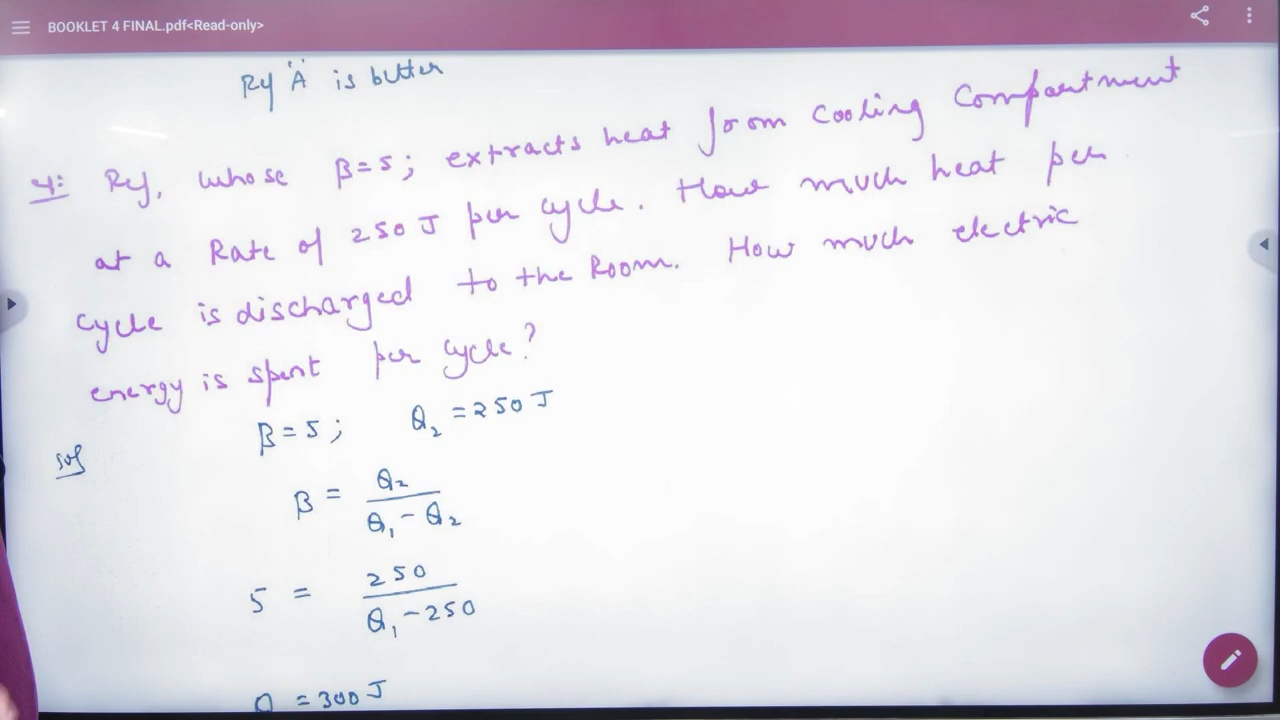 BOOKLET 4 FINAL.pdf<Read-only>
Ref "A" is better
4: Ref, whose β=5; extracts heat from Cooling Compartment
at a Rate of 250 J per cycle. How much heat per
cycle is discharged to the Room. How much electric
energy is spent per cycle?
Sol
β = 5 ; Q₂ = 250 J
β = Q₂ / Q₁ - Q₂
5 = 250 / Q₁ - 250
Q = 300 J